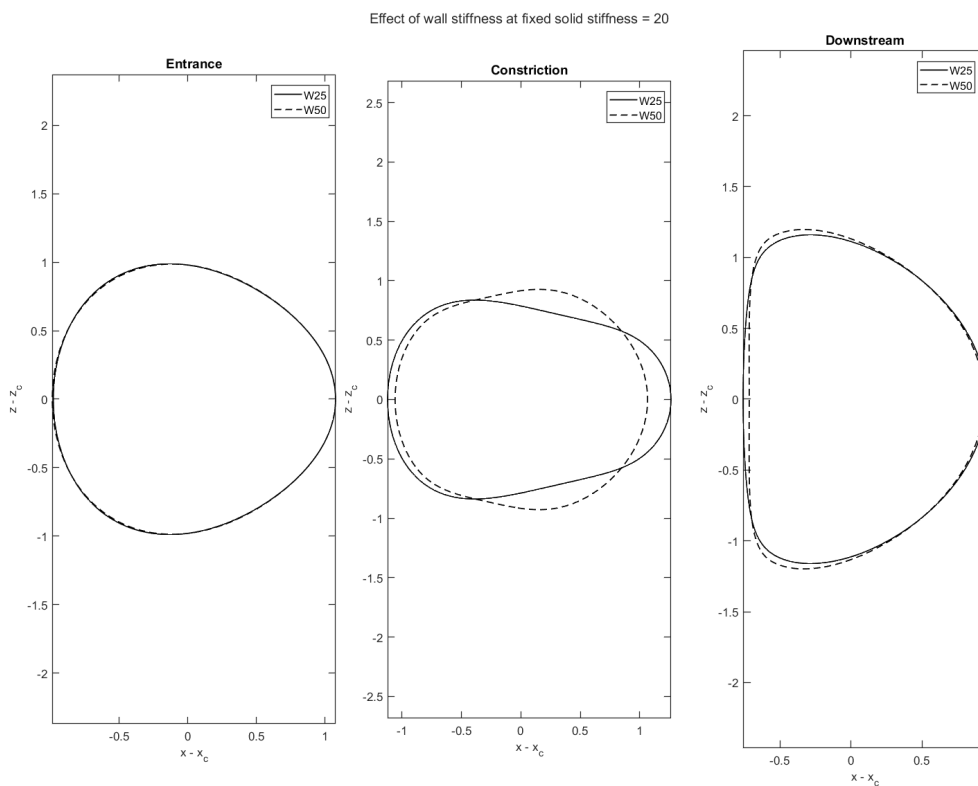 Effect of wall stiffness at fixed solid stiffness = 20
Entrance
W25
W50
2
1.5
1
0.5
0
-0.5
-1
-1.5
-2
z - z_c
-0.5
0
0.5
1
x - x_c
Constriction
W25
W50
2.5
2
1.5
1
0.5
0
-0.5
-1
-1.5
-2
-2.5
z - z_c
-1
-0.5
0
0.5
1
x - x_c
Downstream
W25
W50
2
1.5
1
0.5
0
-0.5
-1
-1.5
-2
z - z_c
-0.5
0
0.5
x - x_c